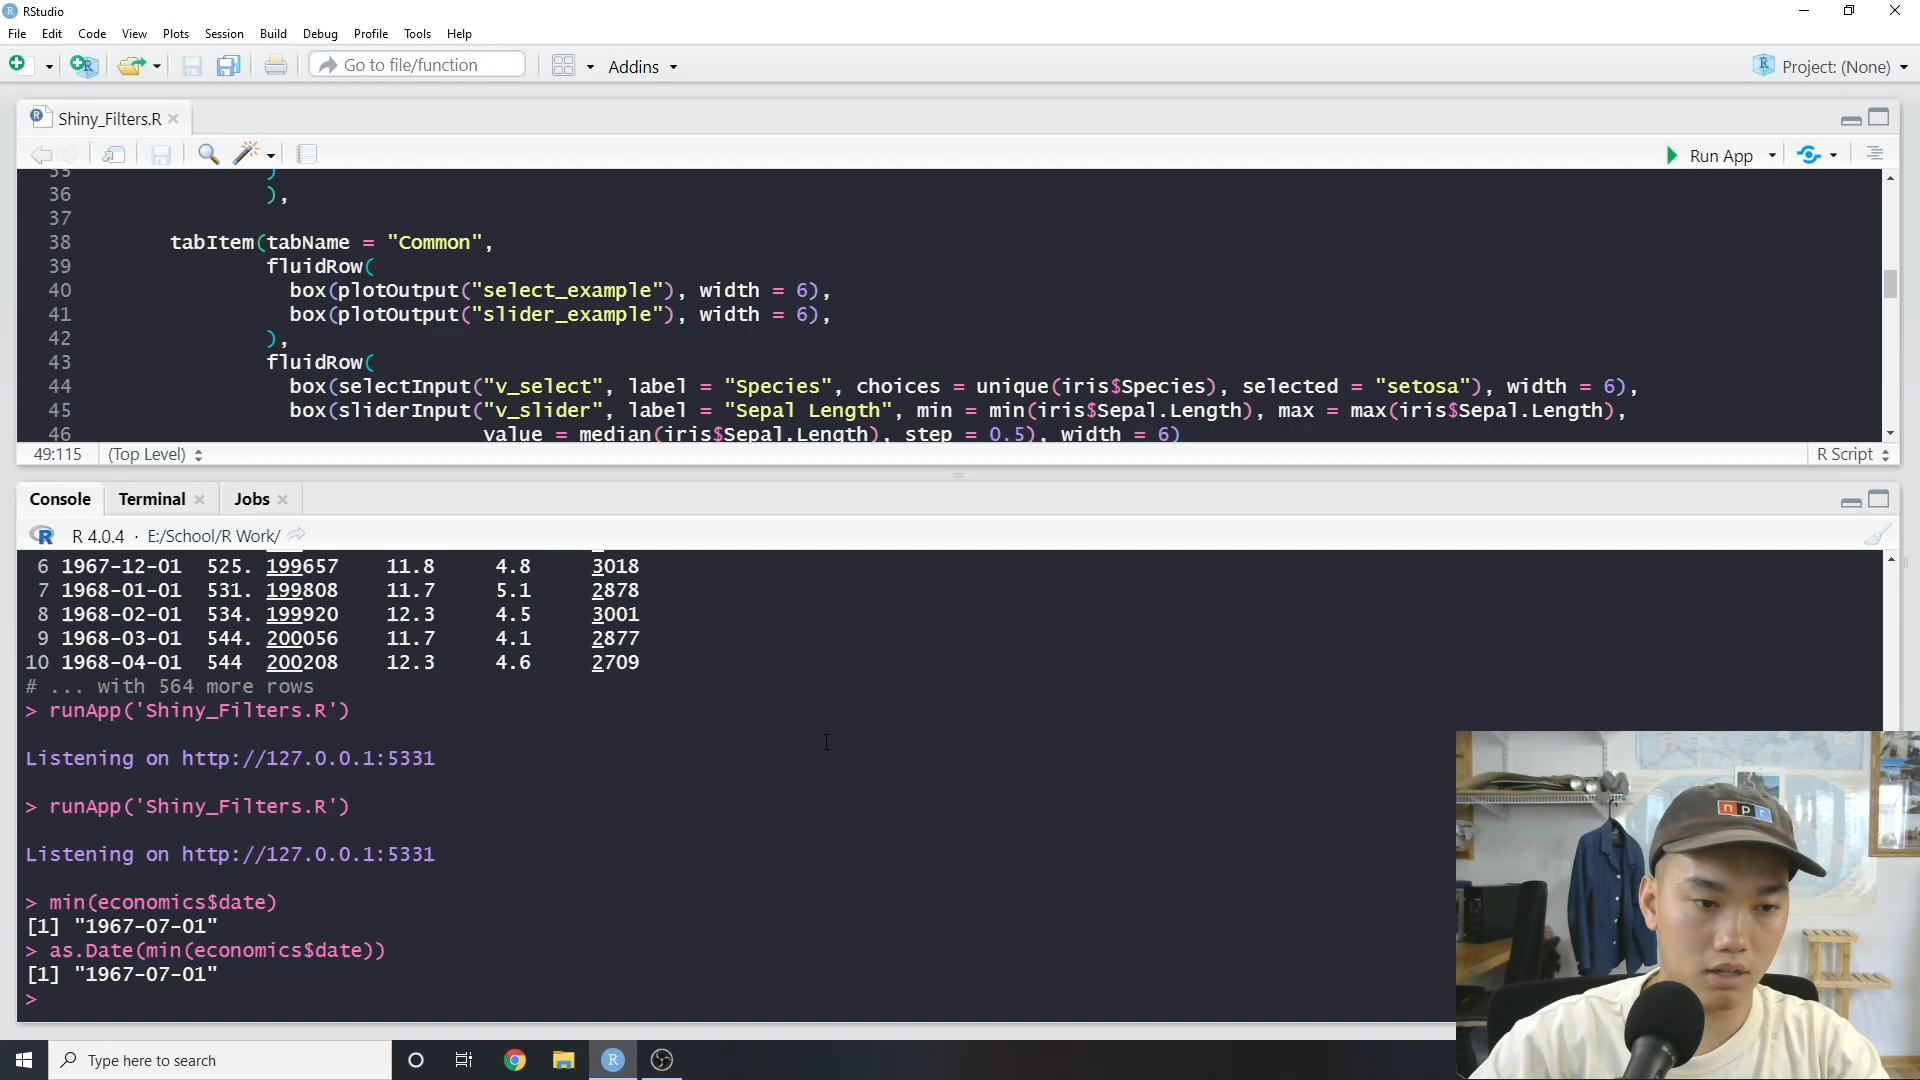 RStudio
File Edit Code View Plots Session Build Debug Profile Tools Help
Go to file/function Addins Project: (None)
Shiny_Filters.R
Run App
35 )
36 ),
37
38 tabItem(tabName = "Common",
39 fluidRow(
40 box(plotOutput("select_example"), width = 6),
41 box(plotOutput("slider_example"), width = 6),
42 ),
43 fluidRow(
44 box(selectInput("v_select", label = "Species", choices = unique(iris$Species), selected = "setosa"), width = 6),
45 box(sliderInput("v_slider", label = "Sepal Length", min = min(iris$Sepal.Length), max = max(iris$Sepal.Length),
46 value = median(iris$Sepal.Length), step = 0.5), width = 6)
49:115 (Top Level) R Script
Console Terminal Jobs
R 4.0.4 · E:/School/R Work/
6 1967-12-01 525. 199657 11.8 4.8 3018
7 1968-01-01 531. 199808 11.7 5.1 2878
8 1968-02-01 534. 199920 12.3 4.5 3001
9 1968-03-01 544. 200056 11.7 4.1 2877
10 1968-04-01 544 200208 12.3 4.6 2709
# ... with 564 more rows
> runApp('Shiny_Filters.R')
Listening on http://127.0.0.1:5331
> runApp('Shiny_Filters.R')
Listening on http://127.0.0.1:5331
> min(economics$date)
[1] "1967-07-01"
> as.Date(min(economics$date))
[1] "1967-07-01"
>
npr
Type here to search